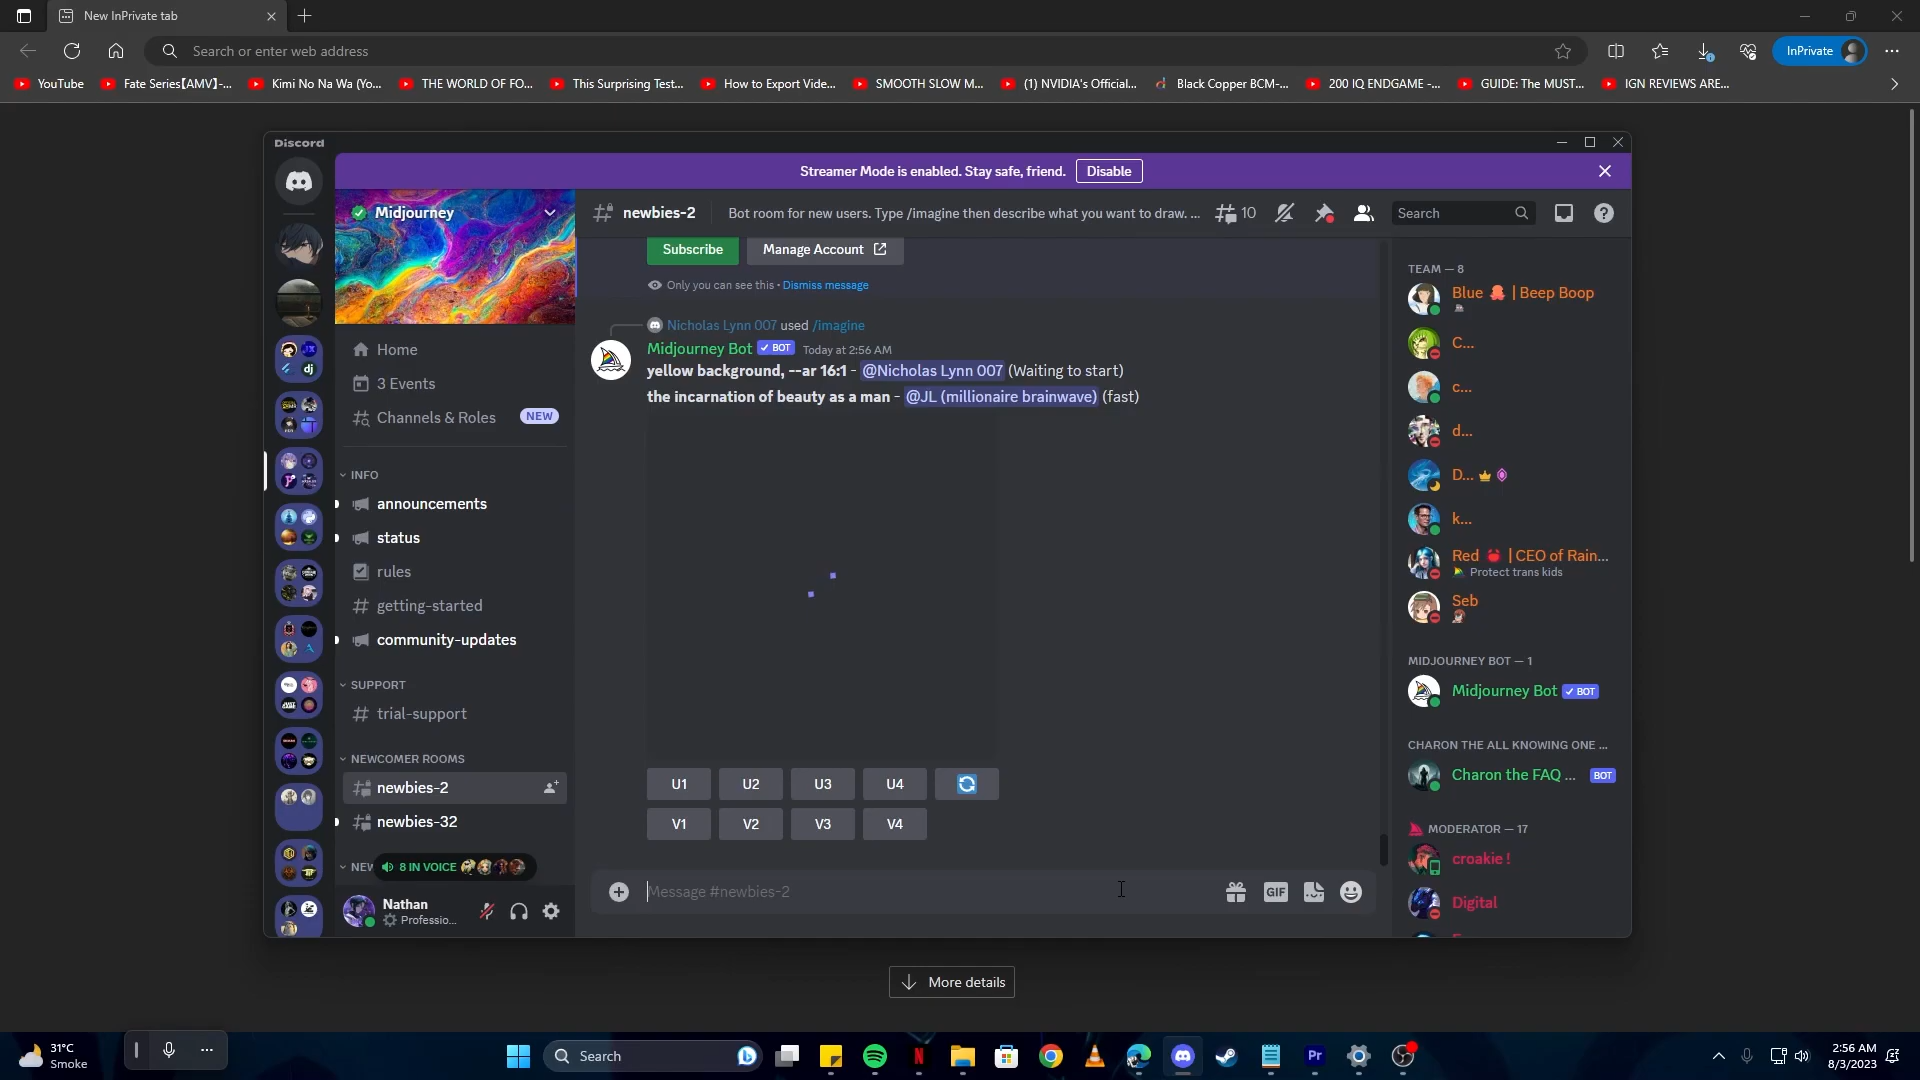 New InPrivate tab
Search or enter web address
InPrivate
YouTube
Fate Series【AMV】-...
Kimi No Na Wa (Yo...
THE WORLD OF FO...
This Surprising Test...
How to Export Vide...
SMOOTH SLOW M...
(1) NVIDIA's Official...
Black Copper BCM-...
200 IQ ENDGAME -...
GUIDE: The MUST...
IGN REVIEWS ARE...
Discord
Streamer Mode is enabled. Stay safe, friend.
Disable
Midjourney
newbies-2
Bot room for new users. Type /imagine then describe what you want to draw. ...
10
Search
Home
3 Events
Channels & Roles
NEW
INFO
announcements
status
rules
getting-started
community-updates
SUPPORT
trial-support
NEWCOMER ROOMS
newbies-2
newbies-32
NEW
8 IN VOICE
Nathan
Professio...
Subscribe
Manage Account
Only you can see this • Dismiss message
Nicholas Lynn 007 used /imagine
Midjourney Bot ✓ BOT Today at 2:56 AM
yellow background, --ar 16:1 - @Nicholas Lynn 007 (Waiting to start)
the incarnation of beauty as a man - @JL (millionaire brainwave) (fast)
U1
U2
U3
U4
V1
V2
V3
V4
Message #newbies-2
GIF
TEAM — 8
Blue | Beep Boop
C...
c...
d...
D...
k...
Red | CEO of Rain...
Protect trans kids
Seb
MIDJOURNEY BOT — 1
Midjourney Bot ✓ BOT
CHARON THE ALL KNOWING ONE ...
Charon the FAQ ... BOT
MODERATOR — 17
croakie !
Digital
More details
31°C
Smoke
Search
Pr
2:56 AM
8/3/2023